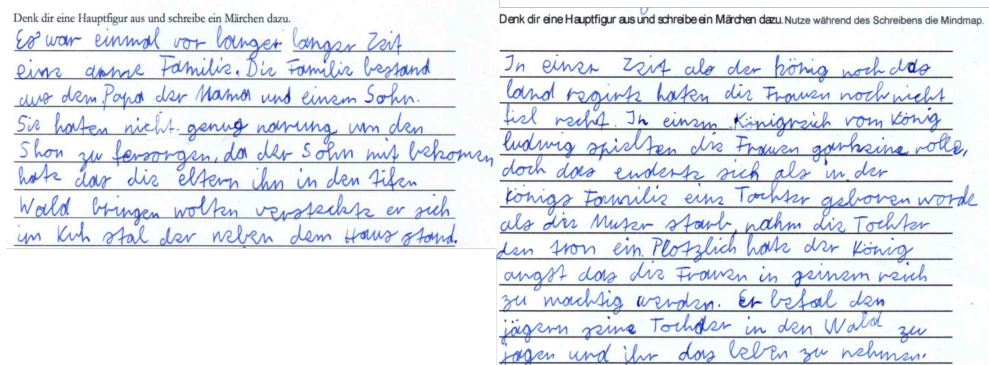 Denk dir eine Hauptfigur aus und schreibe ein Märchen dazu.
Es war einmal vor langer langer Zeit
eine arme Familie. Die Familie bestand
aus dem Papa der Mama und einem Sohn.
Sie haten nicht genug narung um den
Shon zu fersorgen, da der Sohn mit bekomen
hate das die eltern ihn in den tifen
Wald bringen wolten versteckte er sich
im Kuh stal der neben dem Haus stand.
Denk dir eine Hauptfigur aus und schreibe ein Märchen dazu. Nutze während des Schreibens die Mindmap.
In einer Zeit als der könig noch das
land regirte haten die Frauen noch nicht
fiel recht. In einem Königreich vom König
ludwig spielten die Frauen garkeine rolle,
doch das enderte sich als in der
königs Familie eine Tochter geboren worde
als die Muter starb, nahm die Tochter
den tron ein. Plotzlich hate der König
angst das die Frauen in seinem reich
zu machtig werden. Er befal den
jägern seine Tochder in den Wald zu
jagen und ihr das leben zu nehmen.